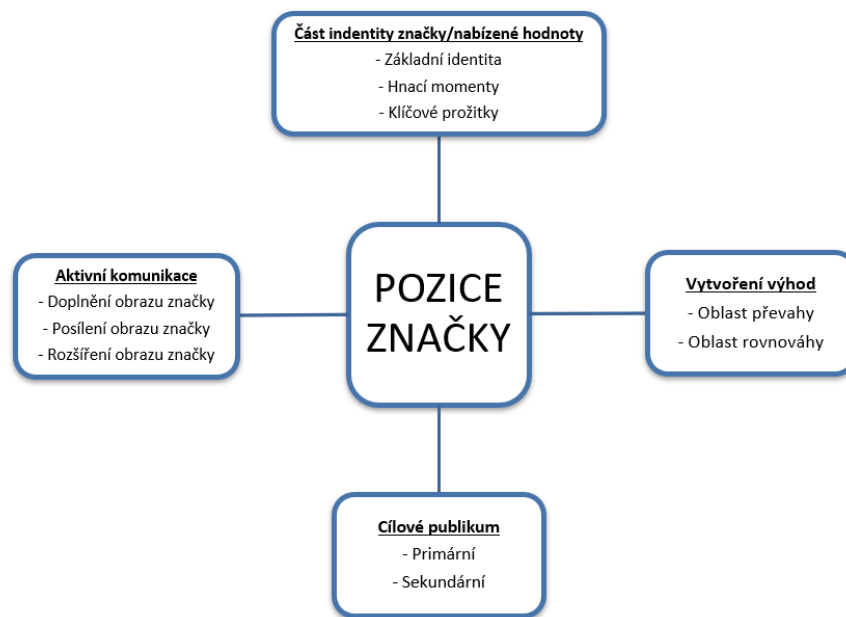 Část indentity značky/nabízené hodnoty
- Základní identita
- Hnací momenty
- Klíčové prožitky
Aktivní komunikace
- Doplnění obrazu značky
- Posílení obrazu značky
- Rozšíření obrazu značky
POZICE
ZNAČKY
Vytvoření výhod
- Oblast převahy
- Oblast rovnováhy
Cílové publikum
- Primární
- Sekundární